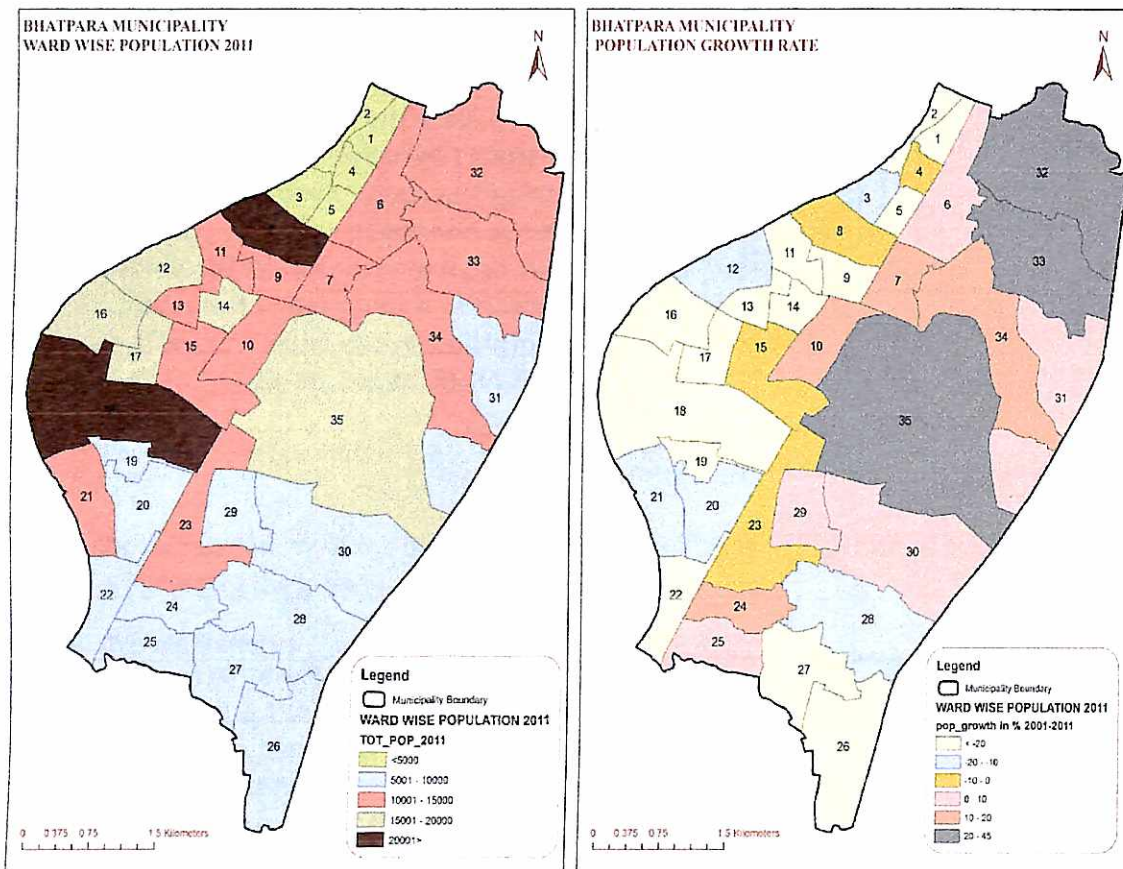 BHATPARA MUNICIPALITY
WARD WISE POPULATION 2011
N
2
1
4
3
5
6
32
33
11
9
7
12
13
14
16
17
15
10
34
31
35
19
20
21
29
23
30
22
24
28
25
27
26
Legend
Municipality Boundary
WARD WISE POPULATION 2011
TOT_POP_2011
<5000
5001 - 10000
10001 - 15000
15001 - 20000
20001>
0 0.375 0.75 1.5 Kilometers
BHATPARA MUNICIPALITY
POPULATION GROWTH RATE
N
2
1
4
3
5
6
32
8
33
11
9
7
12
13
14
16
17
15
10
34
31
18
35
19
20
21
29
23
30
22
24
28
25
27
26
Legend
Municipality Boundary
WARD WISE POPULATION 2011
pop_growth in % 2001-2011
< -20
-20 - -10
-10 - 0
0 - 10
10 - 20
20 - 45
0 0.375 0.75 1.5 Kilometers